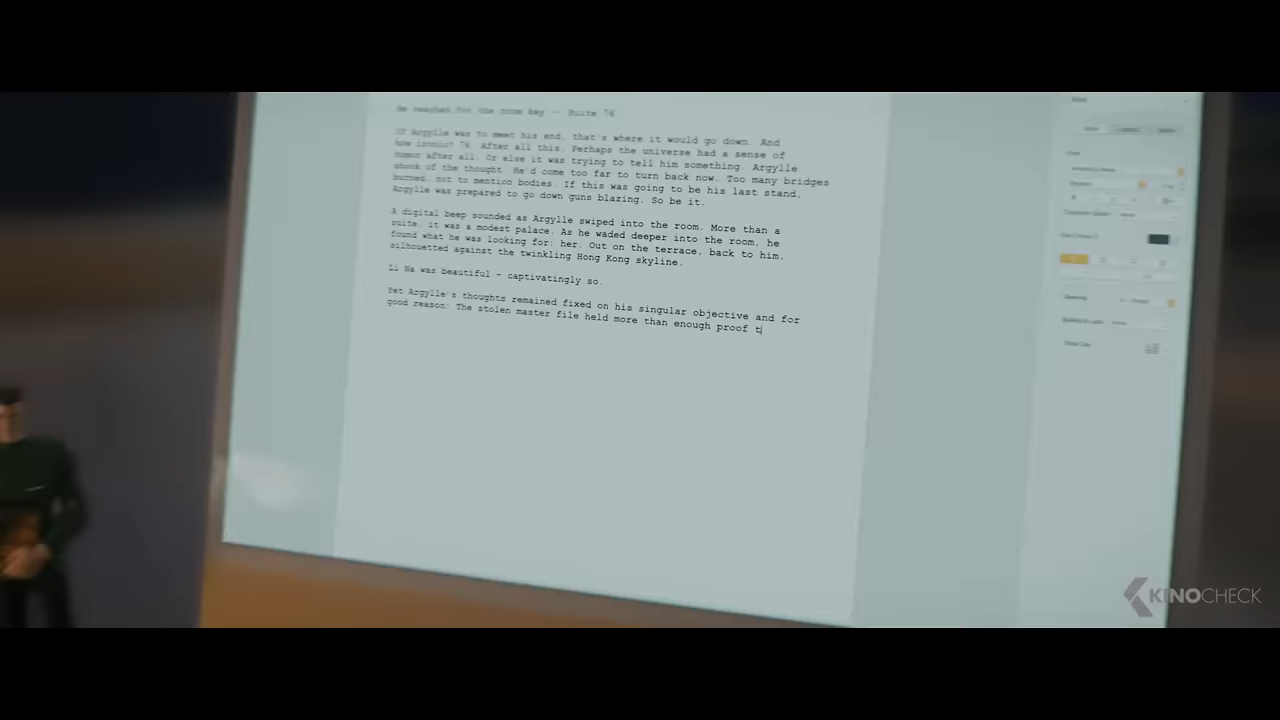 He reached for the room key -- Suite 76
If Argylle was to meet his end, that's where it would go down. And
how ironic? 76. After all this. Perhaps the universe had a sense of
humor after all. Or else it was trying to tell him something. Argylle
shook of the thought. He'd come too far to turn back now. Too many bridges
burned, not to mention bodies. If this was going to be his last stand,
Argylle was prepared to go down guns blazing. So be it.
A digital beep sounded as Argylle swiped into the room. More than a
suite, it was a modest palace. As he waded deeper into the room, he
found what he was looking for: her. Out on the terrace, back to him,
silhouetted against the twinkling Hong Kong skyline.
Li Na was beautiful - captivatingly so.
Yet Argylle's thoughts remained fixed on his singular objective and for
good reason: The stolen master file held more than enough proof t
KINOCHECK